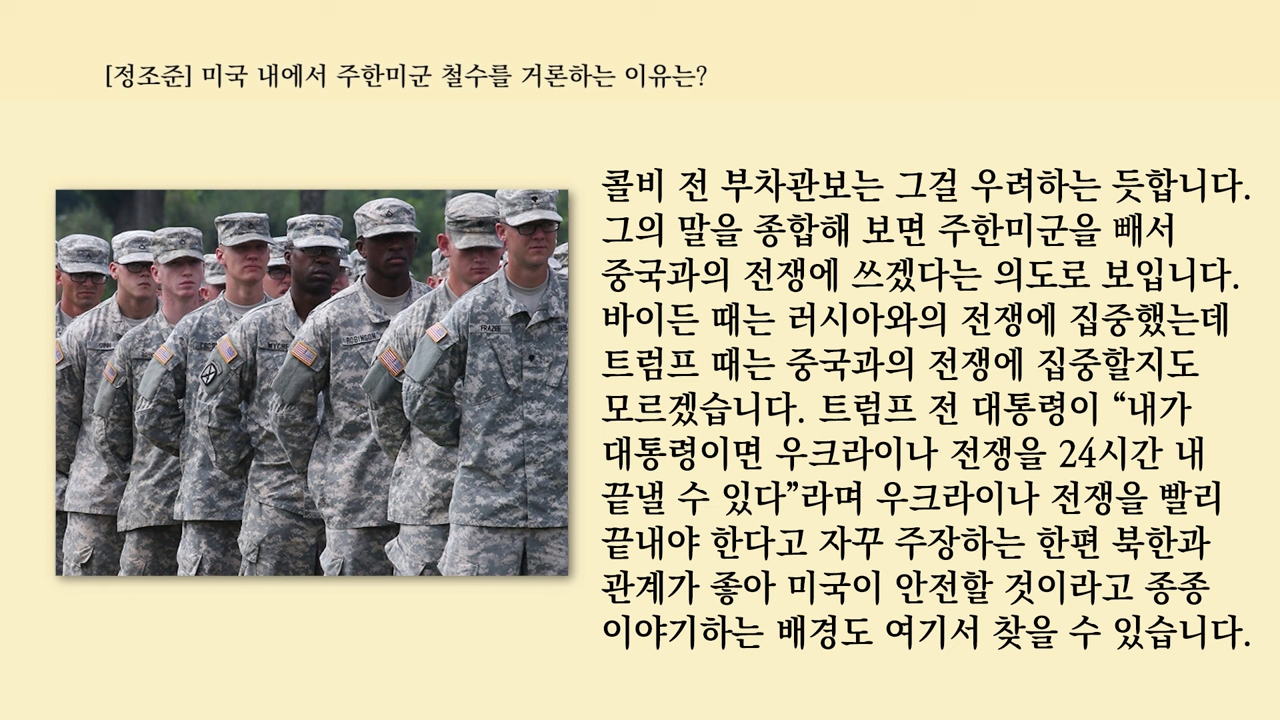 [정조준] 미국 내에서 주한미군 철수를 거론하는 이유는?
콜비 전 부차관보는 그걸 우려하는 듯합니다.
그의 말을 종합해 보면 주한미군을 빼서
중국과의 전쟁에 쓰겠다는 의도로 보입니다.
바이든 때는 러시아와의 전쟁에 집중했는데
트럼프 때는 중국과의 전쟁에 집중할지도
모르겠습니다. 트럼프 전 대통령이 “내가
대통령이면 우크라이나 전쟁을 24시간 내
끝낼 수 있다”라며 우크라이나 전쟁을 빨리
끝내야 한다고 자꾸 주장하는 한편 북한과
관계가 좋아 미국이 안전할 것이라고 종종
이야기하는 배경도 여기서 찾을 수 있습니다.
ROBINSON
FRAZEE